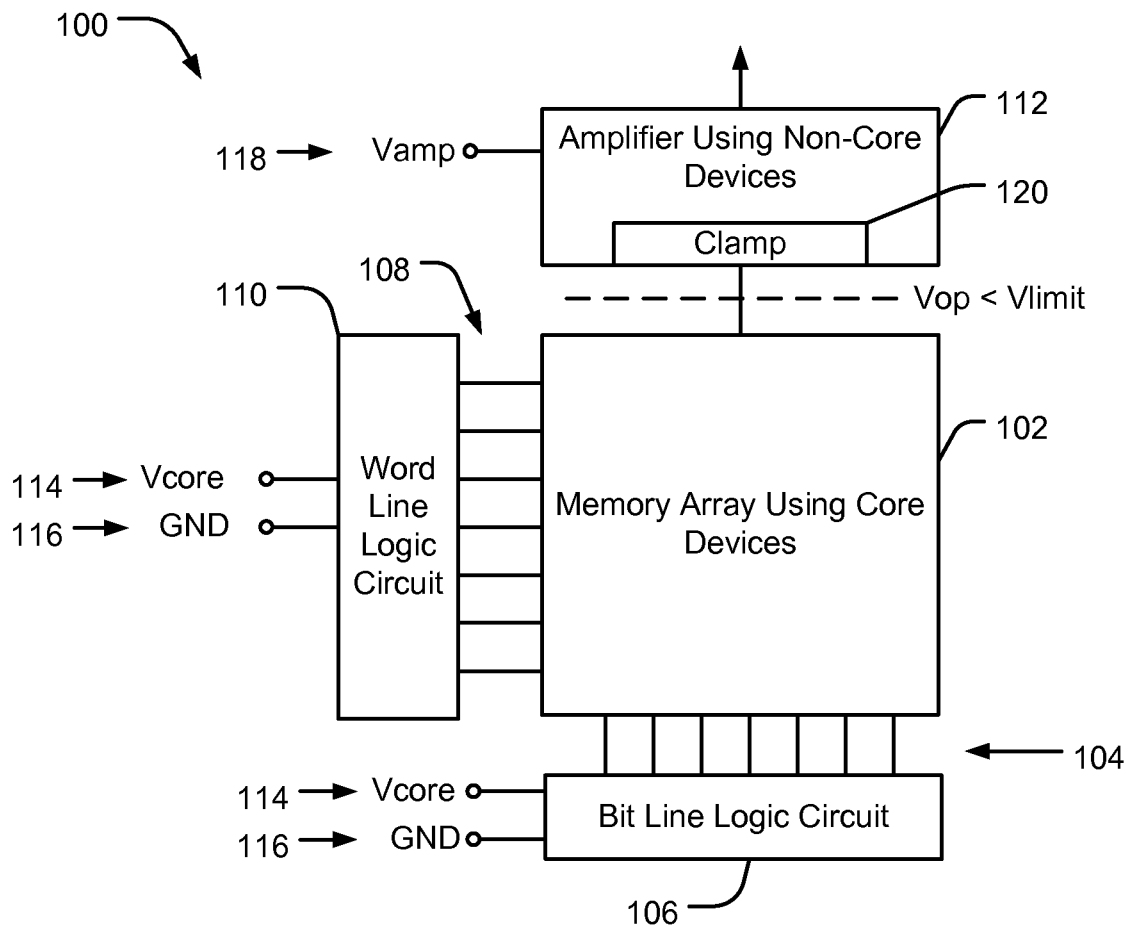 100
112
Amplifier Using Non-Core
Devices
118
Vamp
120
Clamp
108
110
Vop < Vlimit
102
Word
Line
Logic
Circuit
114
Vcore
116
GND
Memory Array Using Core
Devices
104
114
Vcore
116
GND
Bit Line Logic Circuit
106